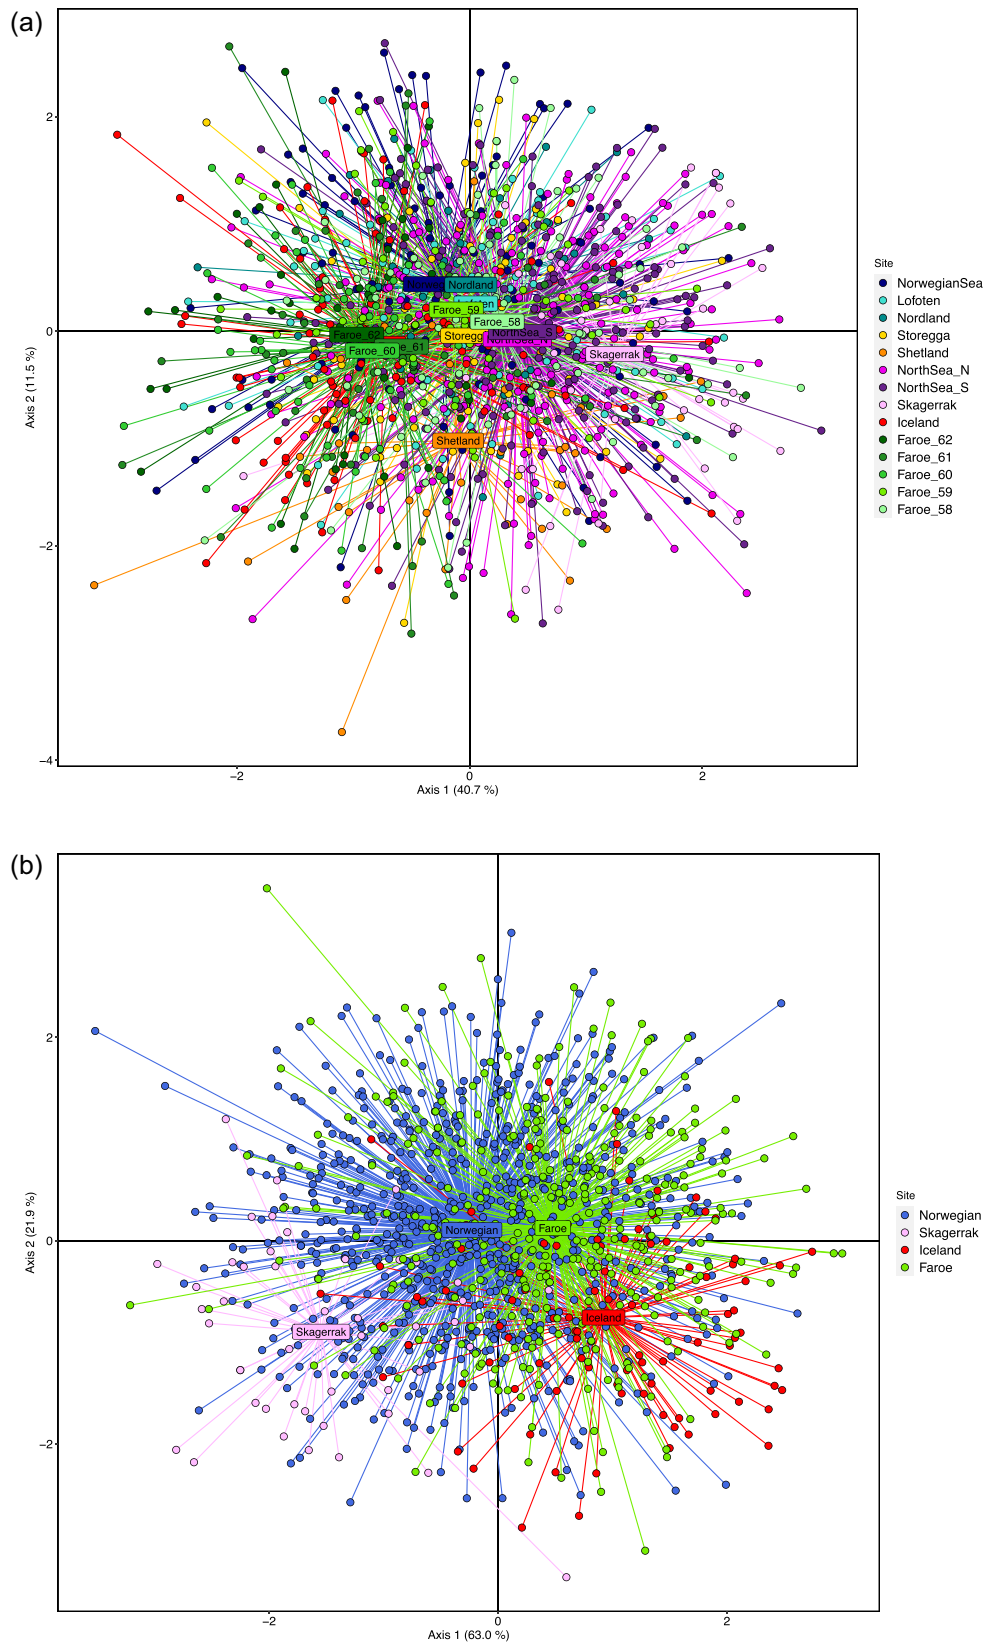 (a)
2
0
−2
−4
Axis 2 (11.5 %)
Nordland
Faroe_59
Faroe_58
Faroe_62
Storegg
NorthSea_S
NorthSea_N
Faroe_60
Skagerrak
Shetland
−2
0
2
Axis 1 (40.7 %)
Site
NorwegianSea
Lofoten
Nordland
Storegga
Shetland
NorthSea_N
NorthSea_S
Skagerrak
Iceland
Faroe_62
Faroe_61
Faroe_60
Faroe_59
Faroe_58
(b)
2
0
−2
Axis 2 (21.9 %)
Norwegian
Faroe
Iceland
Skagerrak
−2
0
2
Axis 1 (63.0 %)
Site
Norwegian
Skagerrak
Iceland
Faroe